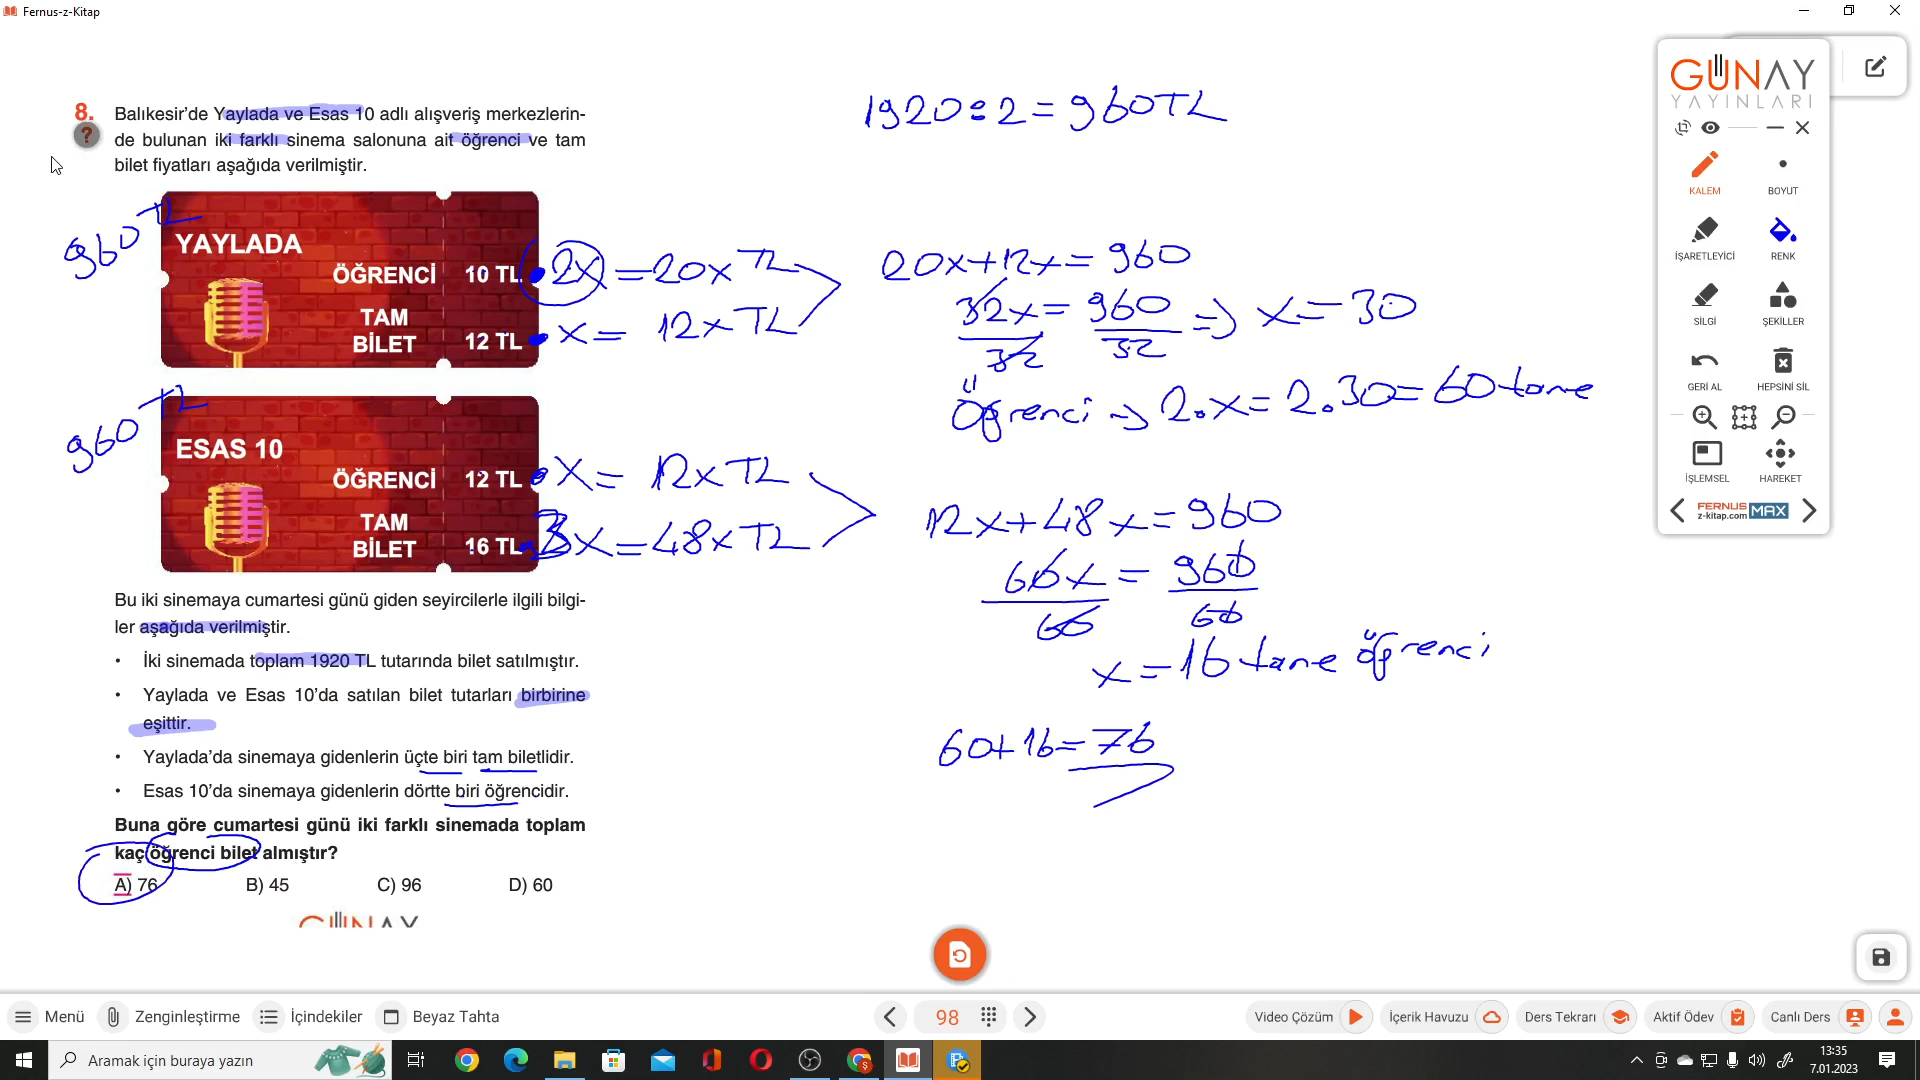 Fernus-z-Kitap
8.
?
Balıkesir'de Yaylada ve Esas 10 adlı alışveriş merkezlerin-
de bulunan iki farklı sinema salonuna ait öğrenci ve tam
bilet fiyatları aşağıda verilmiştir.
960 TL
YAYLADA
ÖĞRENCİ 10 TL • 2x = 20x TL
TAM
BİLET 12 TL • x = 12x TL
960 TL
ESAS 10
ÖĞRENCİ 12 TL • x = 12x TL
TAM
BİLET 16 TL • 3x = 48x TL
Bu iki sinemaya cumartesi günü giden seyircilerle ilgili bilgi-
ler aşağıda verilmiştir.
• İki sinemada toplam 1920 TL tutarında bilet satılmıştır.
• Yaylada ve Esas 10'da satılan bilet tutarları birbirine
eşittir.
• Yaylada'da sinemaya gidenlerin üçte biri tam biletlidir.
• Esas 10'da sinemaya gidenlerin dörtte biri öğrencidir.
Buna göre cumartesi günü iki farklı sinemada toplam
kaç öğrenci bilet almıştır?
A) 76 B) 45 C) 96 D) 60
GÜNAY
1920 : 2 = 960 TL
20x + 12x = 960
32x = 960 ⇒ x = 30
32 32
Öğrenci ⇒ 2.x = 2.30 = 60 tane
12x + 48x = 960
60x = 960
60 60
x = 16 tane öğrenci
60 + 16 = 76
GÜNAY
YAYINLARI
KALEM BOYUT
İŞARETLEYİCİ RENK
SİLGİ ŞEKİLLER
GERİ AL HEPSİNİ SİL
İŞLEMSEL HAREKET
FERNUS MAX
z-kitap.com
Menü Zenginleştirme İçindekiler Beyaz Tahta 98 Video Çözüm İçerik Havuzu Ders Tekrarı Aktif Ödev Canlı Ders
Aramak için buraya yazın
13:35
7.01.2023